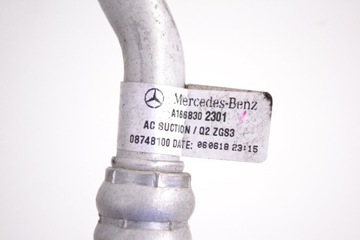 Mercedes-Benz
A166830 2301
AC SUCTION / Q2 ZGS3
08748100 DATE: 060618 23:15